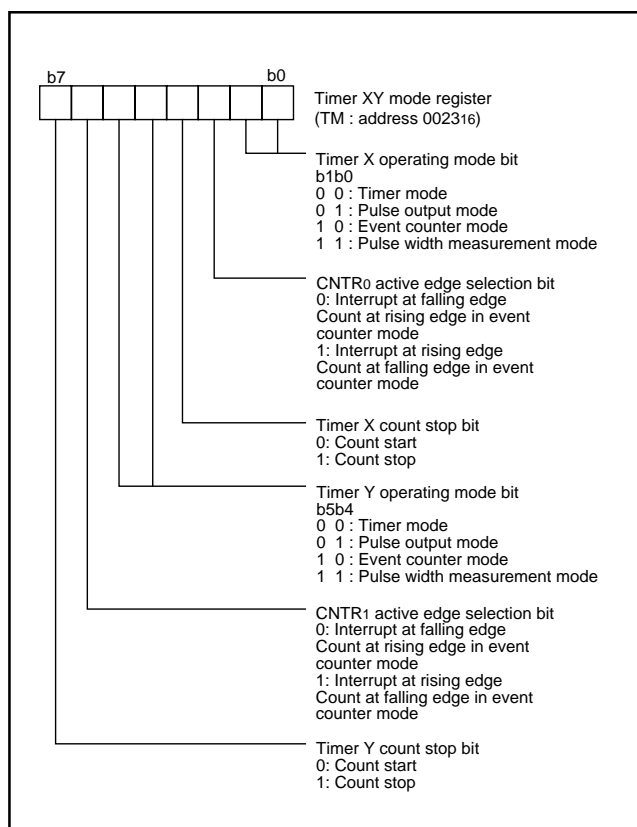 b7 b0
Timer XY mode register
(TM : address 002316)
Timer X operating mode bit
b1b0
0 0 : Timer mode
0 1 : Pulse output mode
1 0 : Event counter mode
1 1 : Pulse width measurement mode
CNTR0 active edge selection bit
0: Interrupt at falling edge
Count at rising edge in event
counter mode
1: Interrupt at rising edge
Count at falling edge in event
counter mode
Timer X count stop bit
0: Count start
1: Count stop
Timer Y operating mode bit
b5b4
0 0 : Timer mode
0 1 : Pulse output mode
1 0 : Event counter mode
1 1 : Pulse width measurement mode
CNTR1 active edge selection bit
0: Interrupt at falling edge
Count at rising edge in event
counter mode
1: Interrupt at rising edge
Count at falling edge in event
counter mode
Timer Y count stop bit
0: Count start
1: Count stop